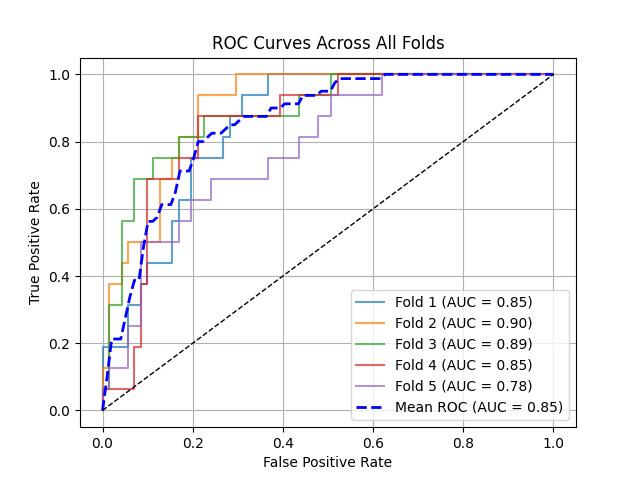 ROC Curves Across All Folds
True Positive Rate
1.0
0.8
0.6
0.4
0.2
0.0
Fold 1 (AUC = 0.85)
Fold 2 (AUC = 0.90)
Fold 3 (AUC = 0.89)
Fold 4 (AUC = 0.85)
Fold 5 (AUC = 0.78)
Mean ROC (AUC = 0.85)
0.0 0.2 0.4 0.6 0.8 1.0
False Positive Rate